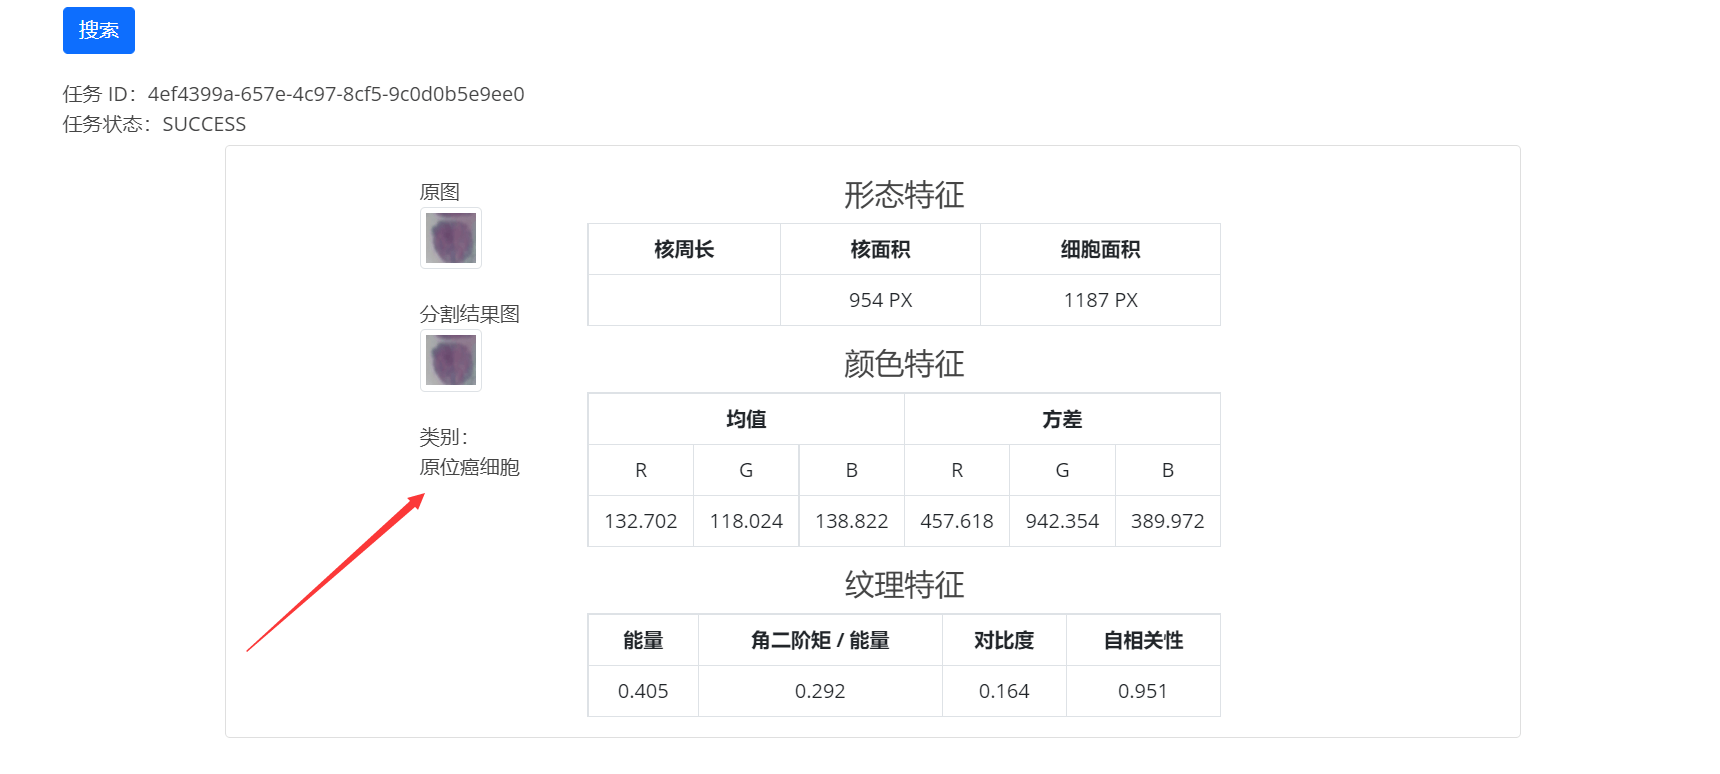 搜索
任务 ID：4ef4399a-657e-4c97-8cf5-9c0d0b5e9ee0
任务状态：SUCCESS
原图
分割结果图
类别：
原位癌细胞
形态特征
核周长 核面积 细胞面积
954 PX 1187 PX
颜色特征
均值 方差
R G B R G B
132.702 118.024 138.822 457.618 942.354 389.972
纹理特征
能量 角二阶矩 / 能量 对比度 自相关性
0.405 0.292 0.164 0.951